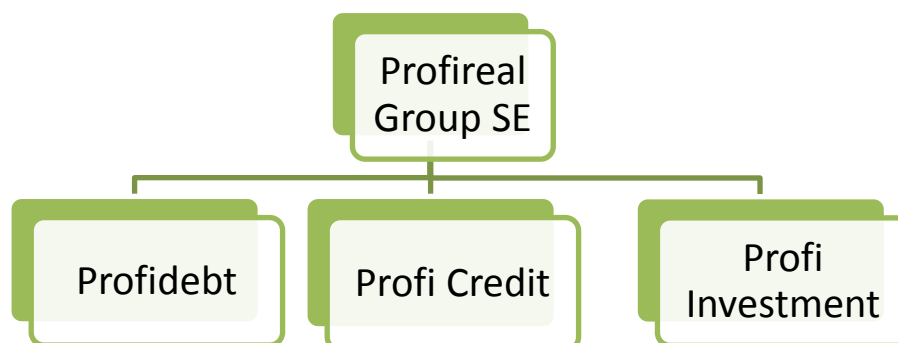 Profireal
Group SE
Profidebt
Profi Credit
Profi
Investment